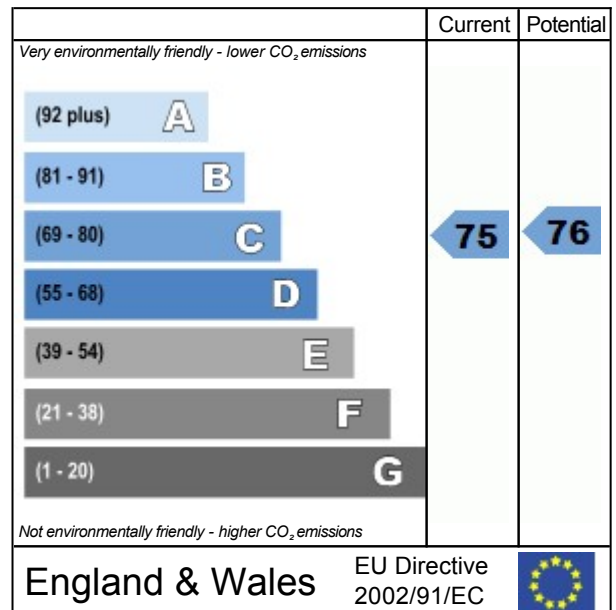 Current Potential
Very environmentally friendly - lower CO₂ emissions
(92 plus) A
(81 - 91) B
(69 - 80) C
75 76
(55 - 68) D
(39 - 54) E
(21 - 38) F
(1 - 20) G
Not environmentally friendly - higher CO₂ emissions
England & Wales
EU Directive
2002/91/EC